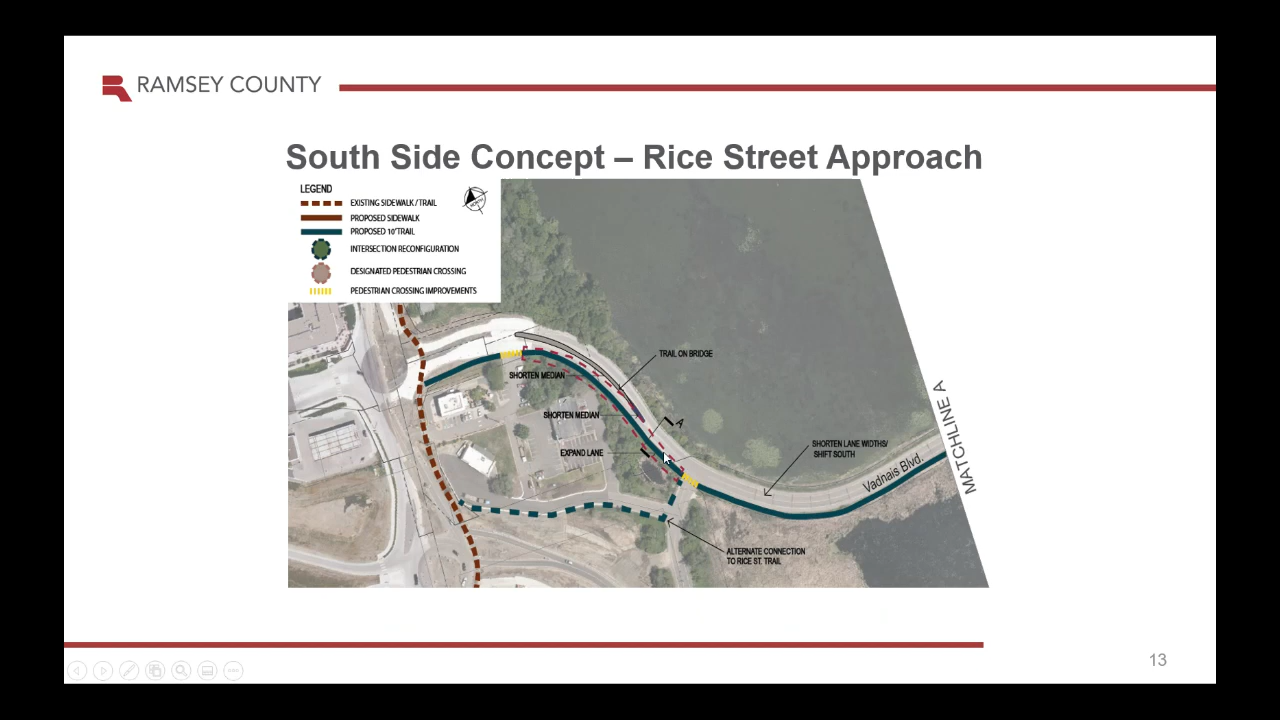 RAMSEY COUNTY
South Side Concept – Rice Street Approach
LEGEND
EXISTING SIDEWALK / TRAIL
PROPOSED SIDEWALK
PROPOSED 10' TRAIL
INTERSECTION RECONFIGURATION
DESIGNATED PEDESTRIAN CROSSING
PEDESTRIAN CROSSING IMPROVEMENTS
TRAIL ON BRIDGE
SHORTEN MEDIAN
SHORTEN MEDIAN
A
EXPAND LANE
SHORTEN LANE WIDTHS/
SHIFT SOUTH
Vadnais Blvd.
MATCHLINE A
ALTERNATE CONNECTION
TO RICE ST. TRAIL
13